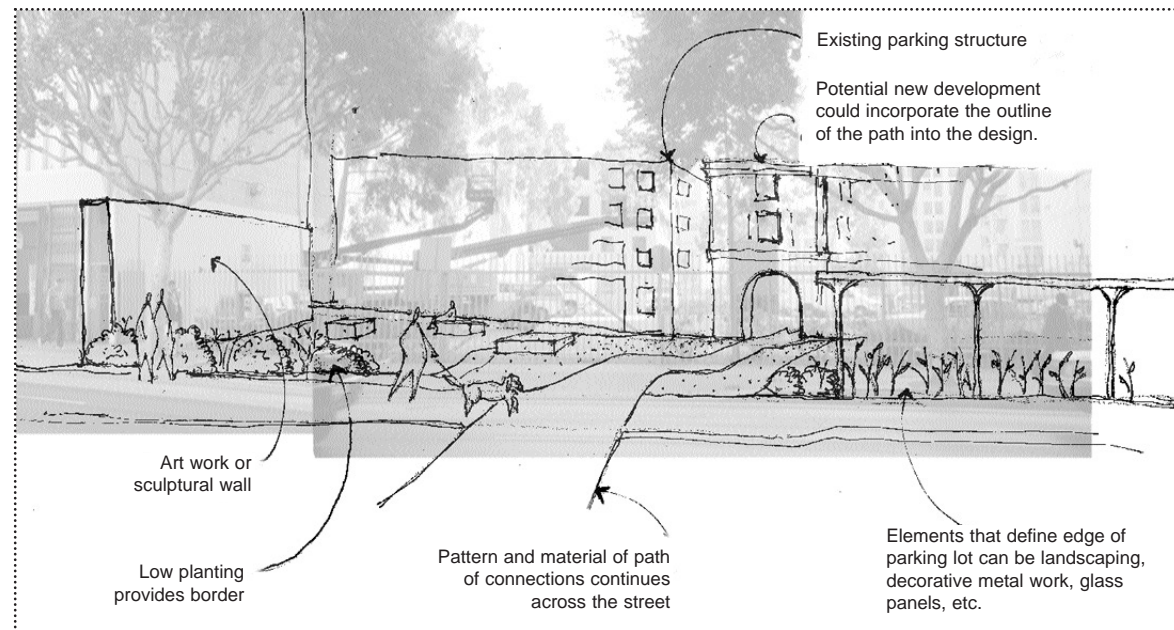 Existing parking structure
Potential new development
could incorporate the outline
of the path into the design.
Art work or
sculptural wall
Low planting
provides border
Pattern and material of path
of connections continues
across the street
Elements that define edge of
parking lot can be landscaping,
decorative metal work, glass
panels, etc.